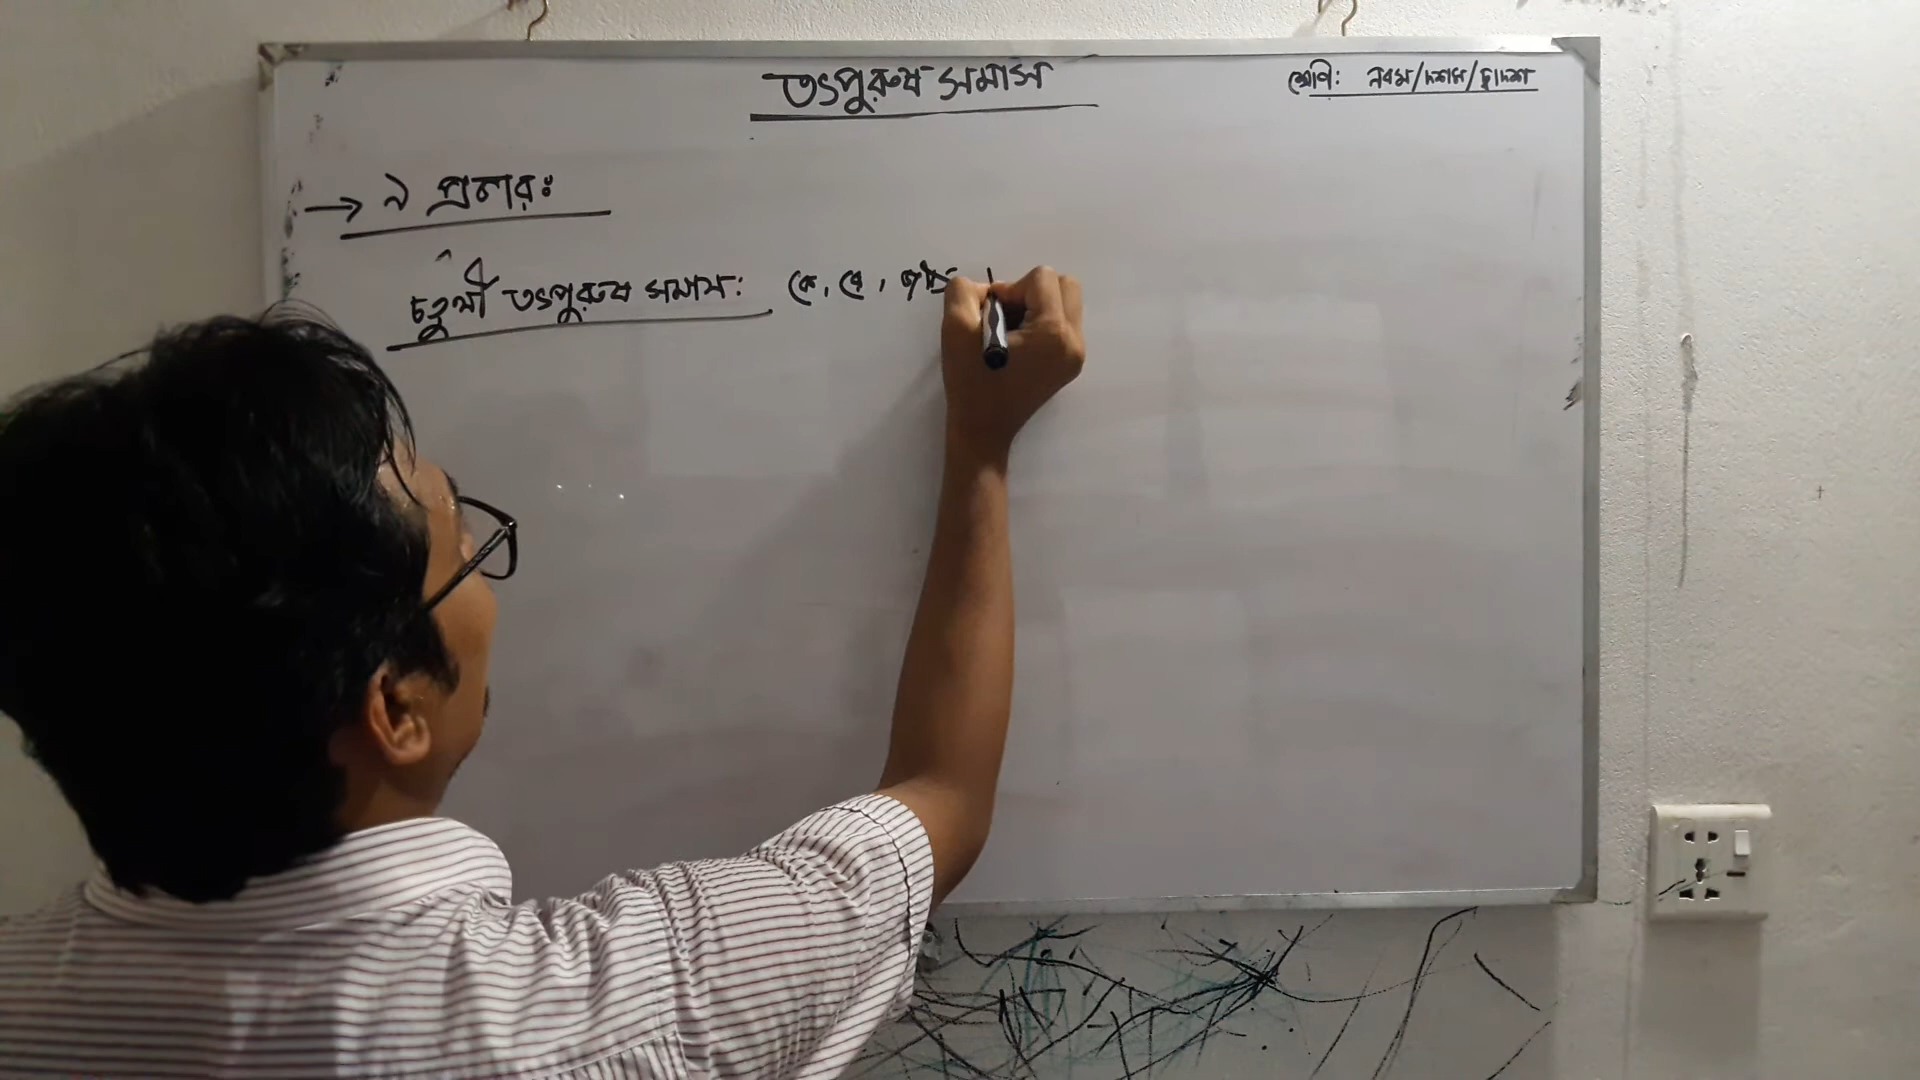 তৎপুরুষ সমাস
শ্রেণি: নবম/দশম/দ্বাদশ
→ ৯ প্রকার:
চতুর্থী তৎপুরুষ সমাস: কে, রে,